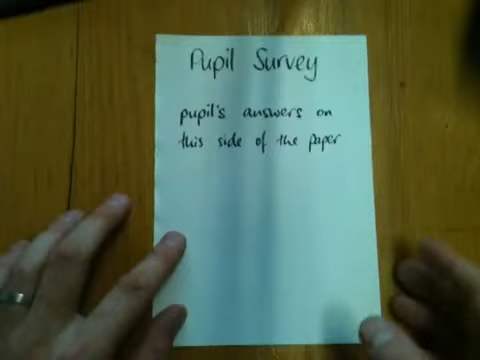 Pupil Survey
pupil's answers on
this side of the paper